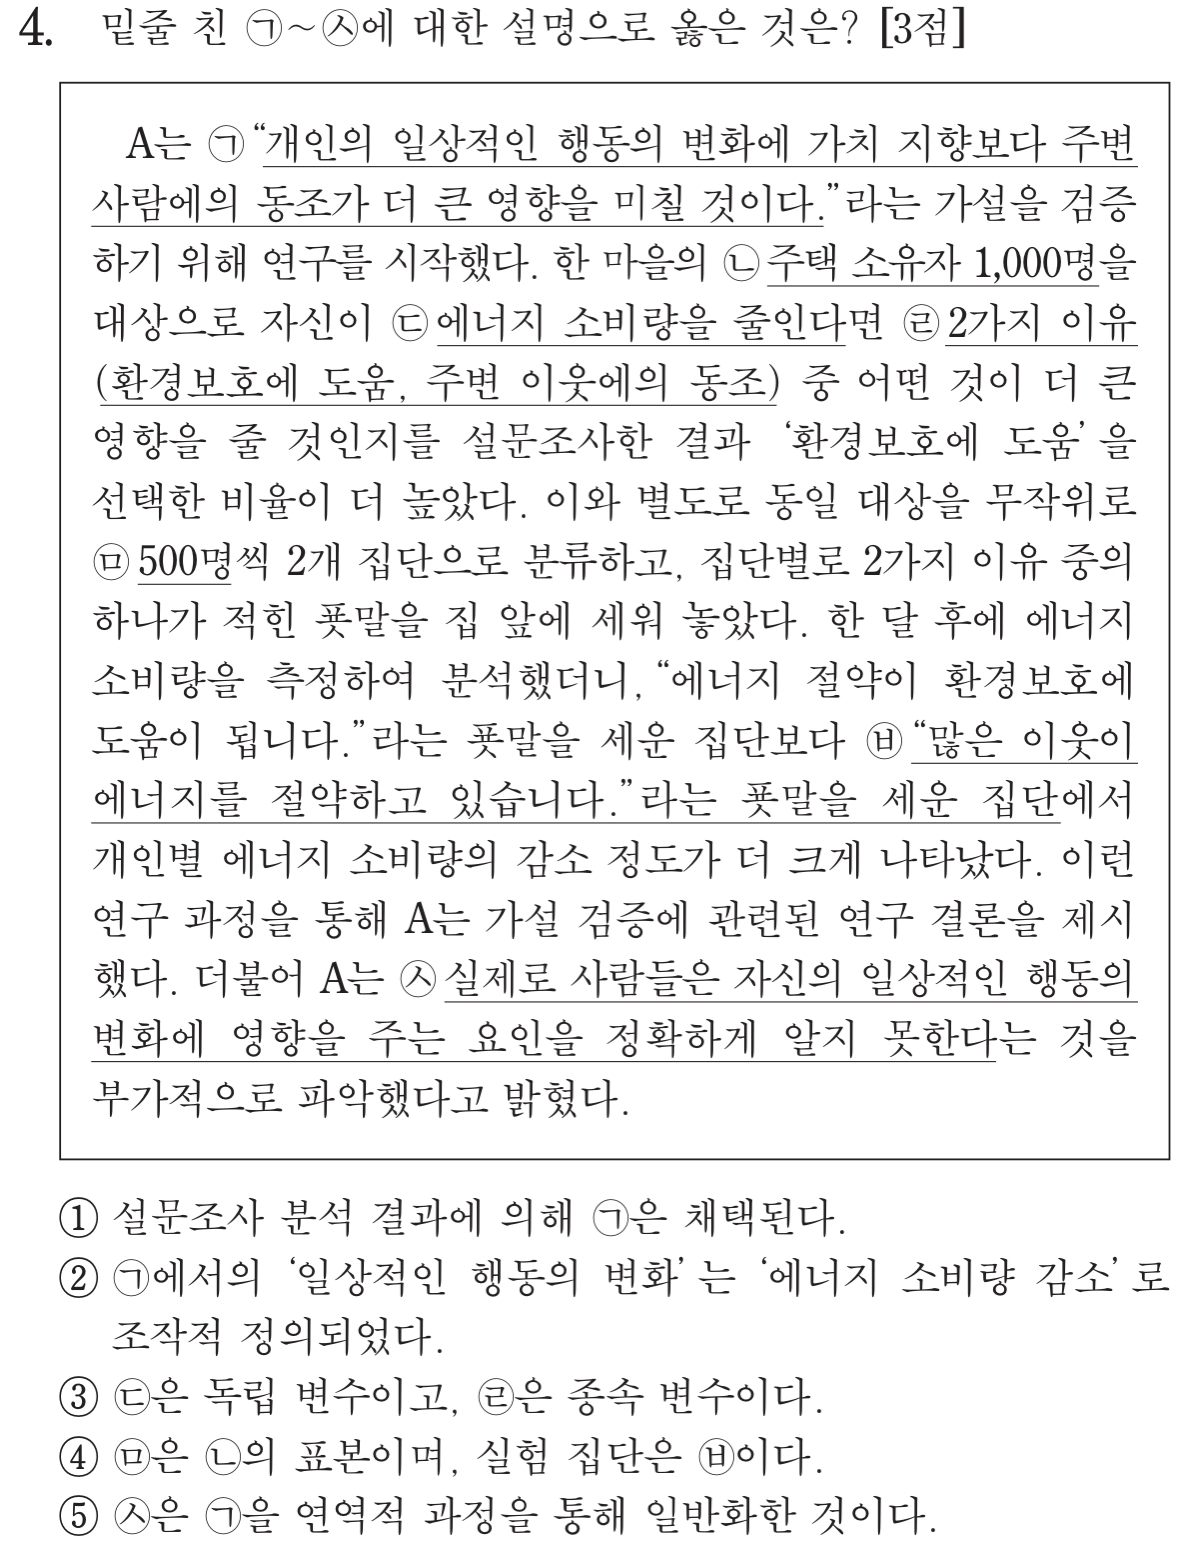 4. 밑줄 친 ㉠~㉦에 대한 설명으로 옳은 것은? [3점]
A는 ㉠ “개인의 일상적인 행동의 변화에 가치 지향보다 주변
사람에의 동조가 더 큰 영향을 미칠 것이다.”라는 가설을 검증
하기 위해 연구를 시작했다. 한 마을의 ㉡ 주택 소유자 1,000명을
대상으로 자신이 ㉢ 에너지 소비량을 줄인다면 ㉣ 2가지 이유
(환경보호에 도움, 주변 이웃에의 동조) 중 어떤 것이 더 큰
영향을 줄 것인지를 설문조사한 결과 ‘환경보호에 도움’을
선택한 비율이 더 높았다. 이와 별도로 동일 대상을 무작위로
㉤ 500명씩 2개 집단으로 분류하고, 집단별로 2가지 이유 중의
하나가 적힌 푯말을 집 앞에 세워 놓았다. 한 달 후에 에너지
소비량을 측정하여 분석했더니, “에너지 절약이 환경보호에
도움이 됩니다.”라는 푯말을 세운 집단보다 ㉥ “많은 이웃이
에너지를 절약하고 있습니다.”라는 푯말을 세운 집단에서
개인별 에너지 소비량의 감소 정도가 더 크게 나타났다. 이런
연구 과정을 통해 A는 가설 검증에 관련된 연구 결론을 제시
했다. 더불어 A는 ㉦ 실제로 사람들은 자신의 일상적인 행동의
변화에 영향을 주는 요인을 정확하게 알지 못한다는 것을
부가적으로 파악했다고 밝혔다.
① 설문조사 분석 결과에 의해 ㉠은 채택된다.
② ㉠에서의 ‘일상적인 행동의 변화’는 ‘에너지 소비량 감소’로
조작적 정의되었다.
③ ㉢은 독립 변수이고, ㉣은 종속 변수이다.
④ ㉤은 ㉡의 표본이며, 실험 집단은 ㉥이다.
⑤ ㉦은 ㉠을 연역적 과정을 통해 일반화한 것이다.